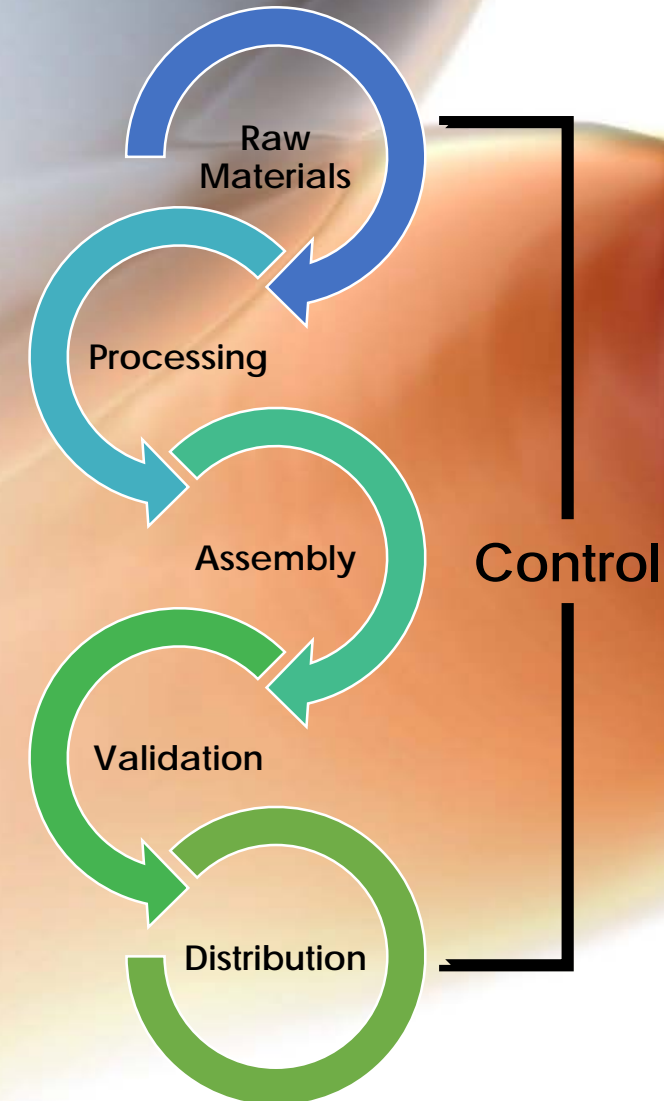 Raw
Materials
Processing
Assembly
Control
Validation
Distribution